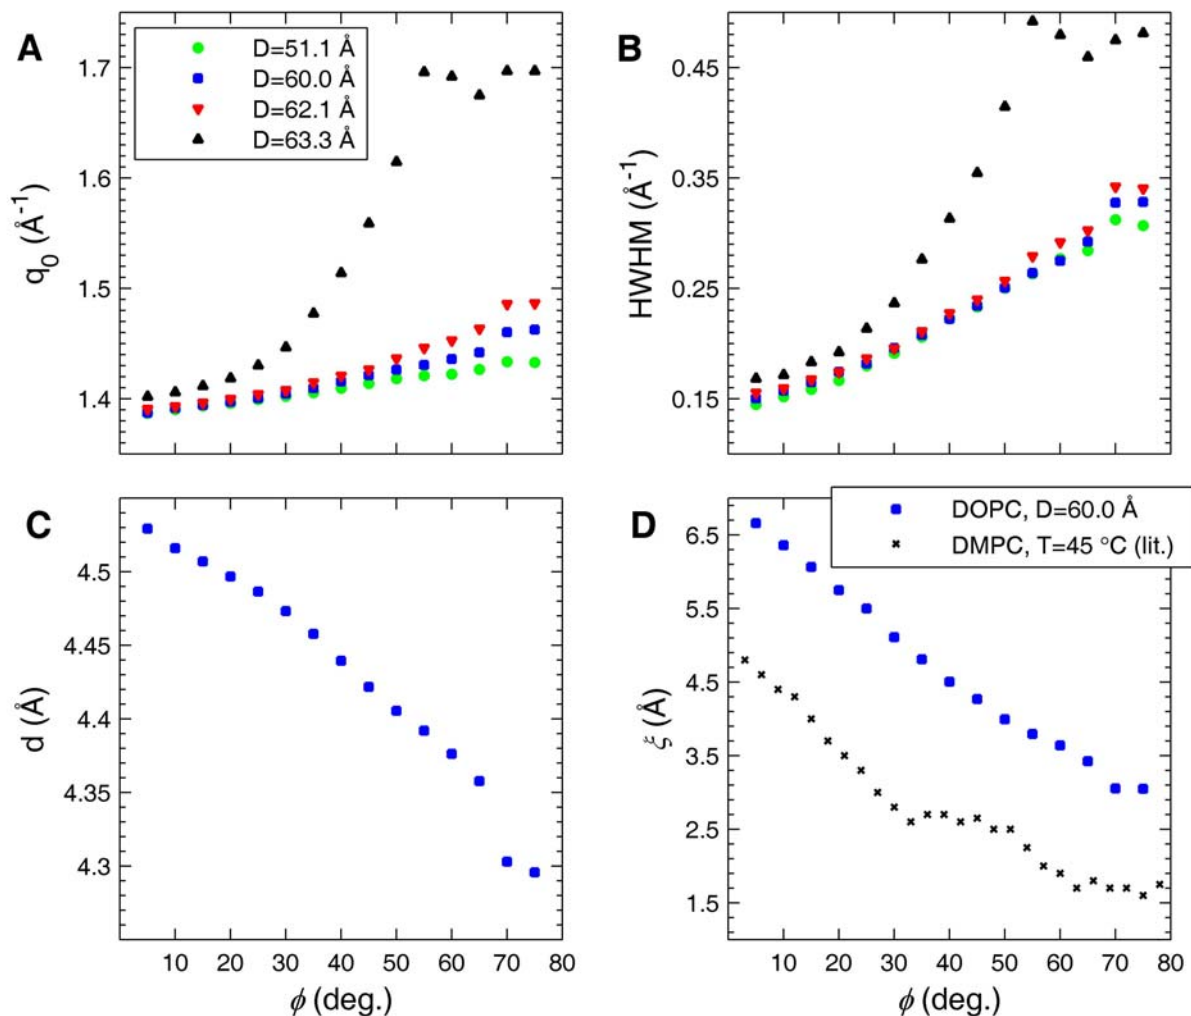 A
D=51.1 Å
D=60.0 Å
D=62.1 Å
D=63.3 Å
1.7
1.6
1.5
1.4
q0 (Å-1)
B
0.45
0.35
0.25
0.15
HWHM (Å-1)
C
4.5
4.45
4.4
4.35
4.3
d (Å)
10 20 30 40 50 60 70 80
ϕ (deg.)
D
DOPC, D=60.0 Å
DMPC, T=45 °C (lit.)
6.5
5.5
4.5
3.5
2.5
1.5
ξ (Å)
10 20 30 40 50 60 70 80
ϕ (deg.)